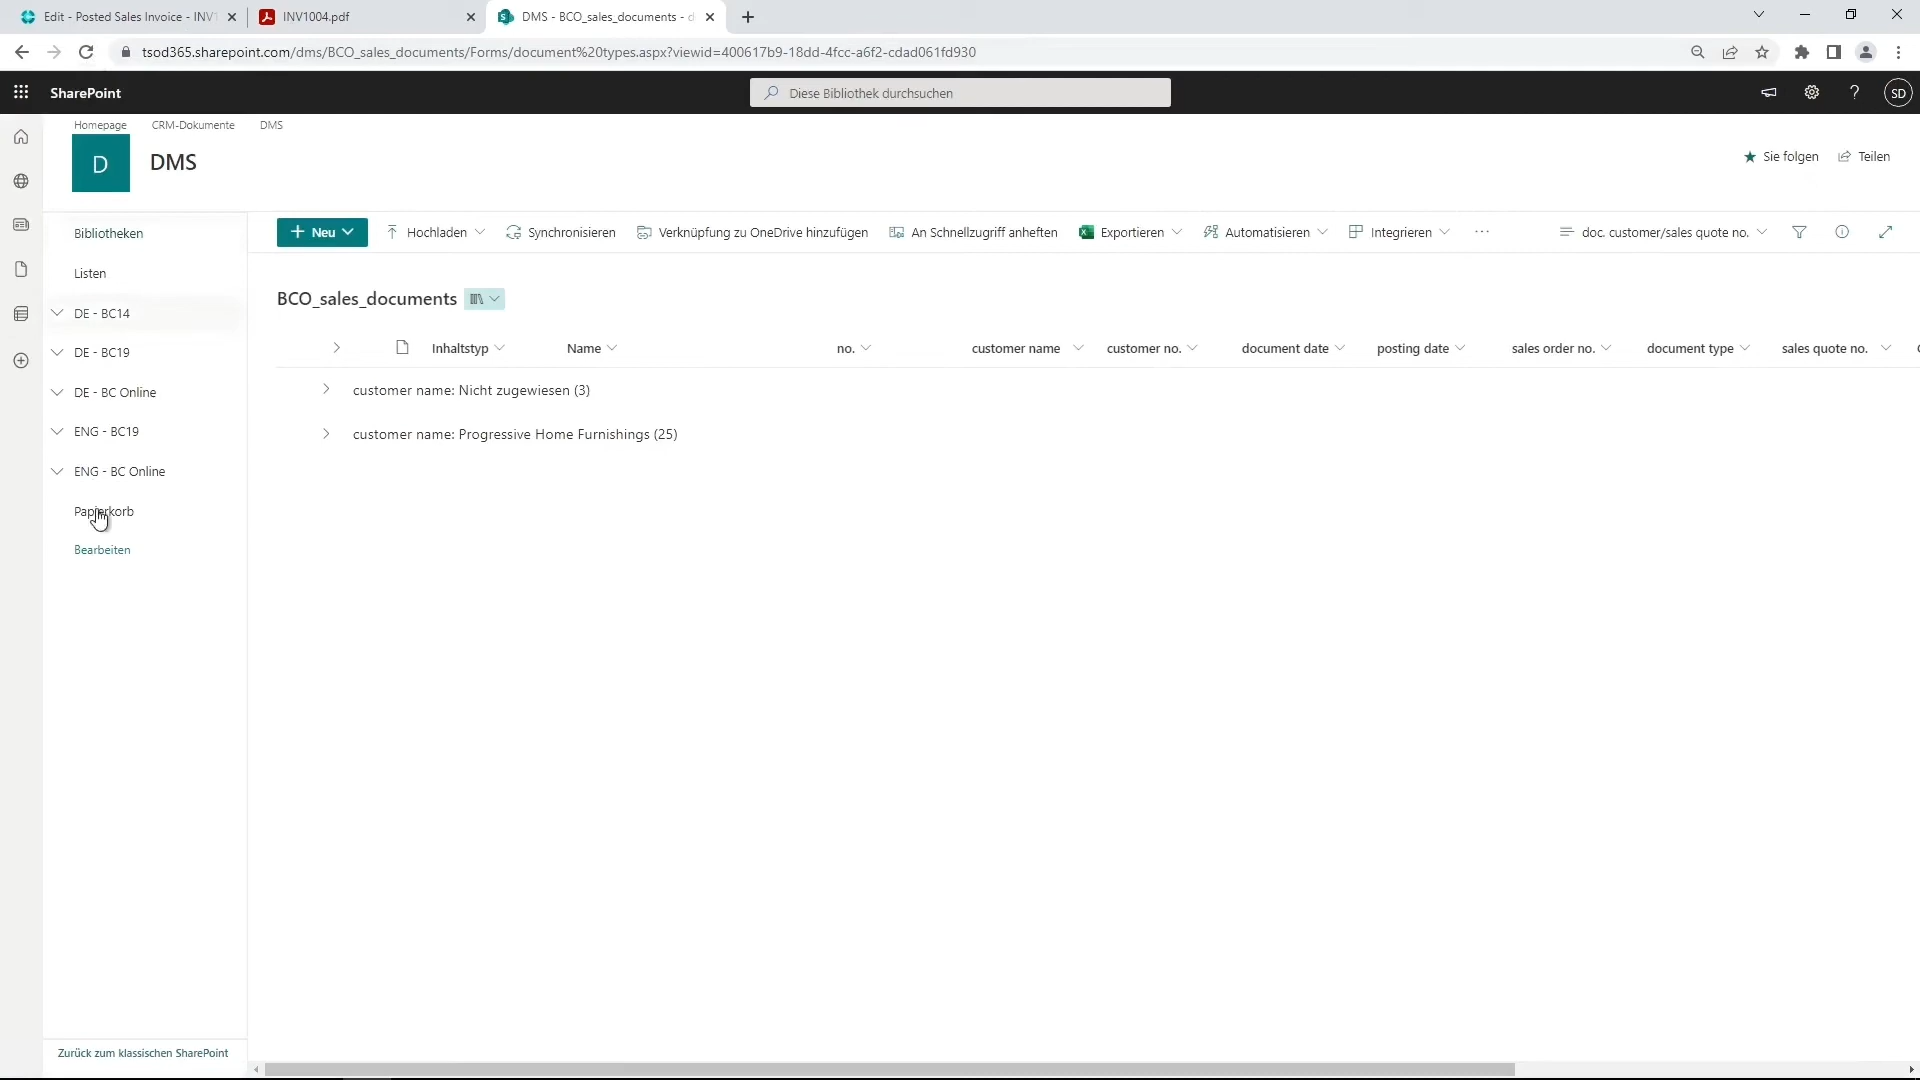 Edit - Posted Sales Invoice - INV1
INV1004.pdf
DMS - BCO_sales_documents - d
tsod365.sharepoint.com/dms/BCO_sales_documents/Forms/document%20types.aspx?viewid=400617b9-18dd-4fcc-a6f2-cdad061fd930
SharePoint
Diese Bibliothek durchsuchen
SD
Homepage CRM-Dokumente DMS
D
DMS
Sie folgen Teilen
Bibliotheken
Listen
DE - BC14
DE - BC19
DE - BC Online
ENG - BC19
ENG - BC Online
Papierkorb
Bearbeiten
Zurück zum klassischen SharePoint
Neu Hochladen Synchronisieren Verknüpfung zu OneDrive hinzufügen An Schnellzugriff anheften Exportieren Automatisieren Integrieren ··· doc. customer/sales quote no.
BCO_sales_documents
Inhaltstyp Name no. customer name customer no. document date posting date sales order no. document type sales quote no.
customer name: Nicht zugewiesen (3)
customer name: Progressive Home Furnishings (25)